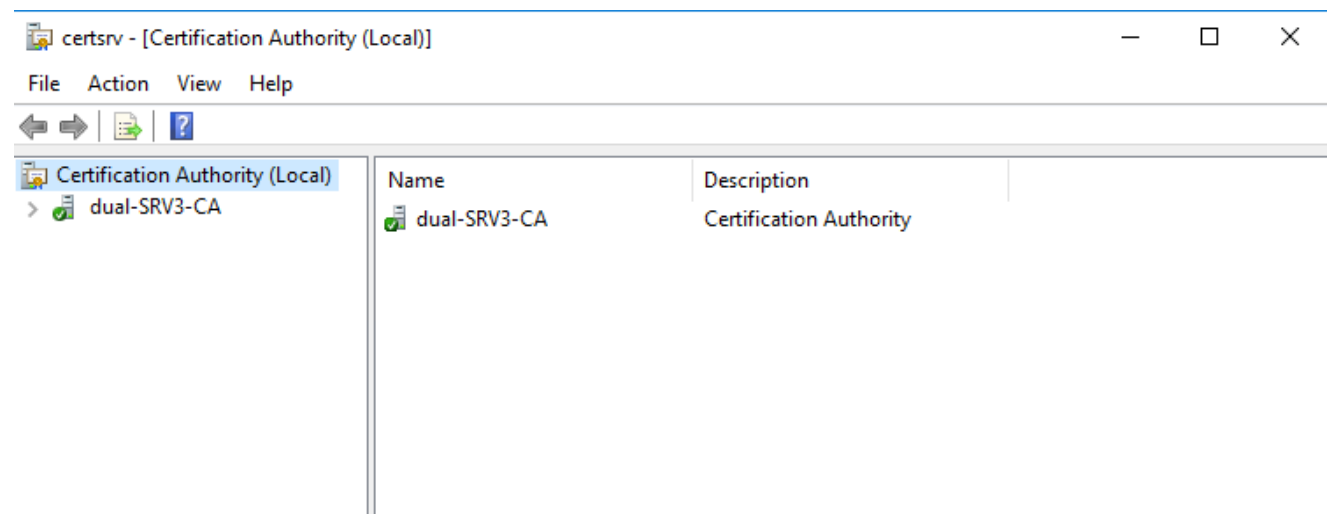 certsrv - [Certification Authority (Local)]
File Action View Help
Certification Authority (Local)
dual-SRV3-CA
Name Description
dual-SRV3-CA Certification Authority